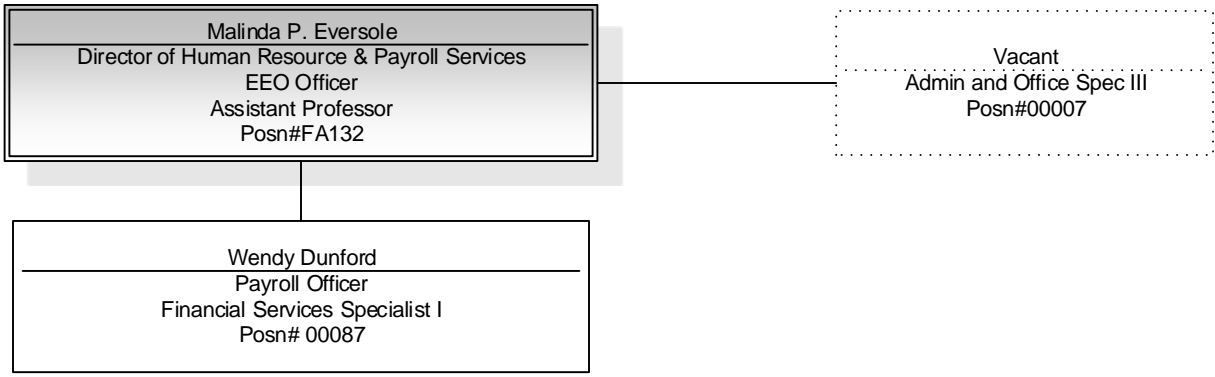 Malinda P. Eversole
Director of Human Resource & Payroll Services
EEO Officer
Assistant Professor
Posn#FA132
Vacant
Admin and Office Spec III
Posn#00007
Wendy Dunford
Payroll Officer
Financial Services Specialist I
Posn# 00087